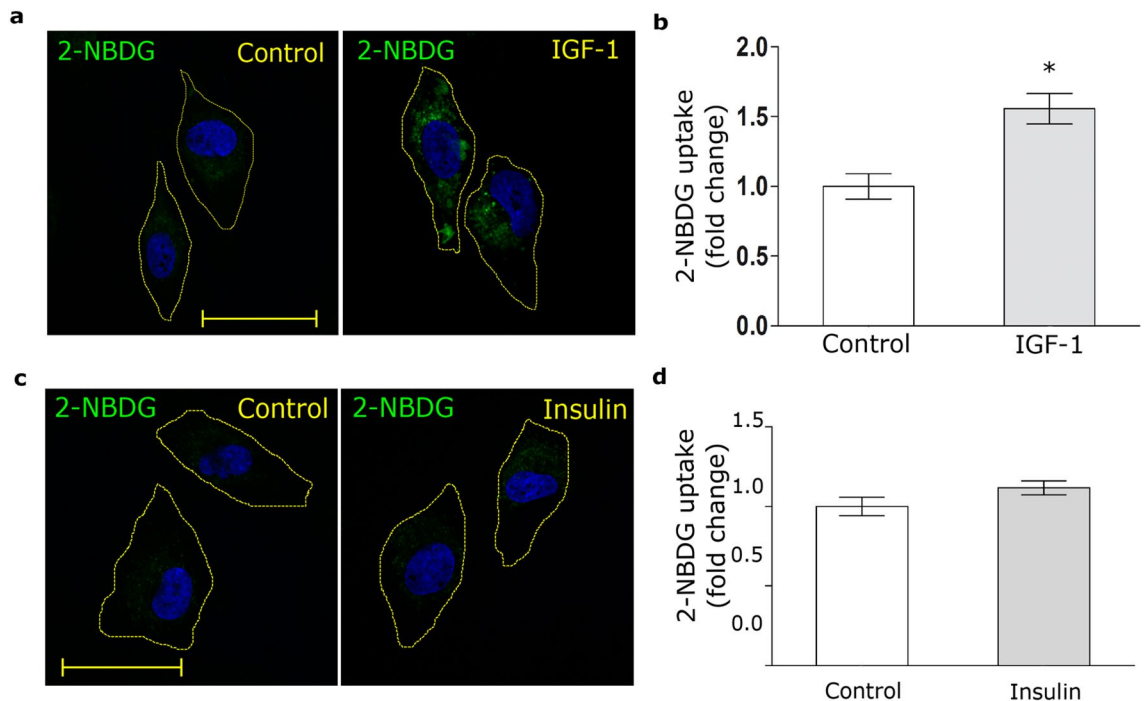 a
2-NBDG Control
2-NBDG IGF-1
b
2-NBDG uptake
(fold change)
2.0
1.5
1.0
0.5
0.0
*
Control IGF-1
c
2-NBDG Control
2-NBDG Insulin
d
2-NBDG uptake
(fold change)
1.5
1.0
0.5
0.0
Control Insulin